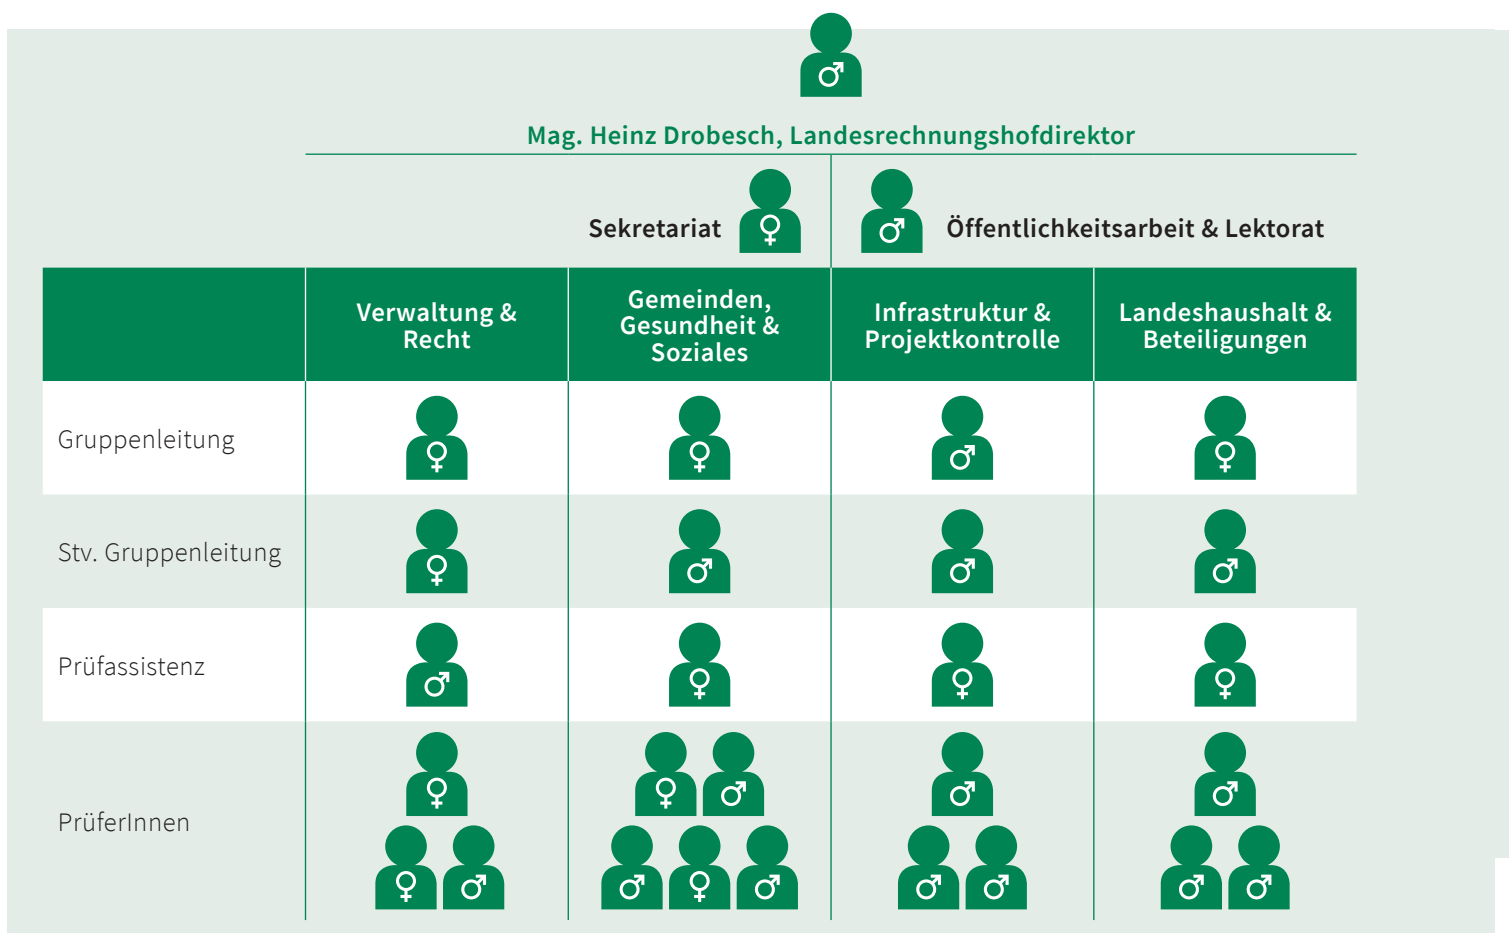 Mag. Heinz Drobesch, Landesrechnungshofdirektor
Sekretariat
Öffentlichkeitsarbeit & Lektorat
Verwaltung &
Recht
Gemeinden,
Gesundheit &
Soziales
Infrastruktur &
Projektkontrolle
Landeshaushalt &
Beteiligungen
Gruppenleitung
Stv. Gruppenleitung
Prüfassistenz
PrüferInnen